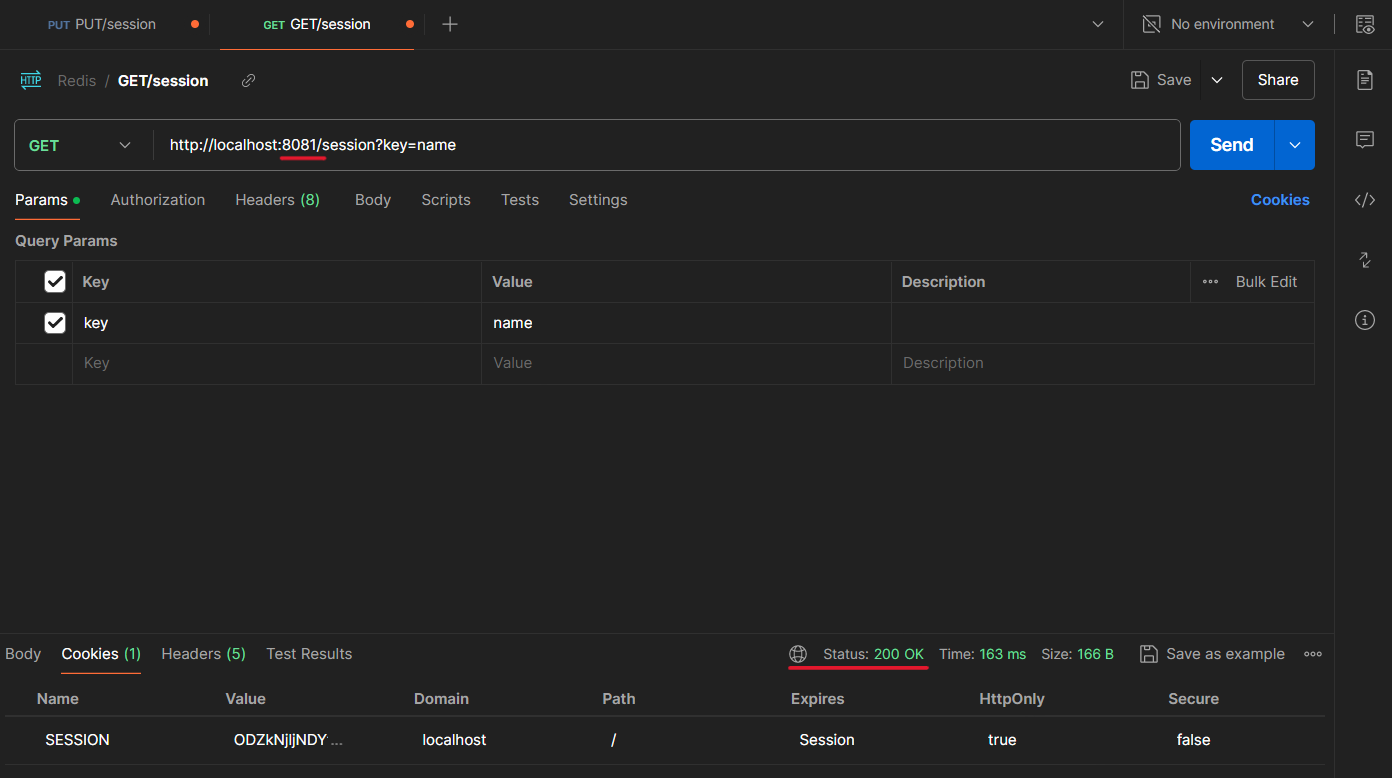 PUT PUT/session GET GET/session No environment
HTTP Redis / GET/session Save Share
GET http://localhost:8081/session?key=name Send
Params Authorization Headers (8) Body Scripts Tests Settings Cookies
Query Params
Key Value Description Bulk Edit
key name
Key Value Description
Body Cookies (1) Headers (5) Test Results Status: 200 OK Time: 163 ms Size: 166 B Save as example
Name Value Domain Path Expires HttpOnly Secure
SESSION ODZkNjljNDY ... localhost / Session true false